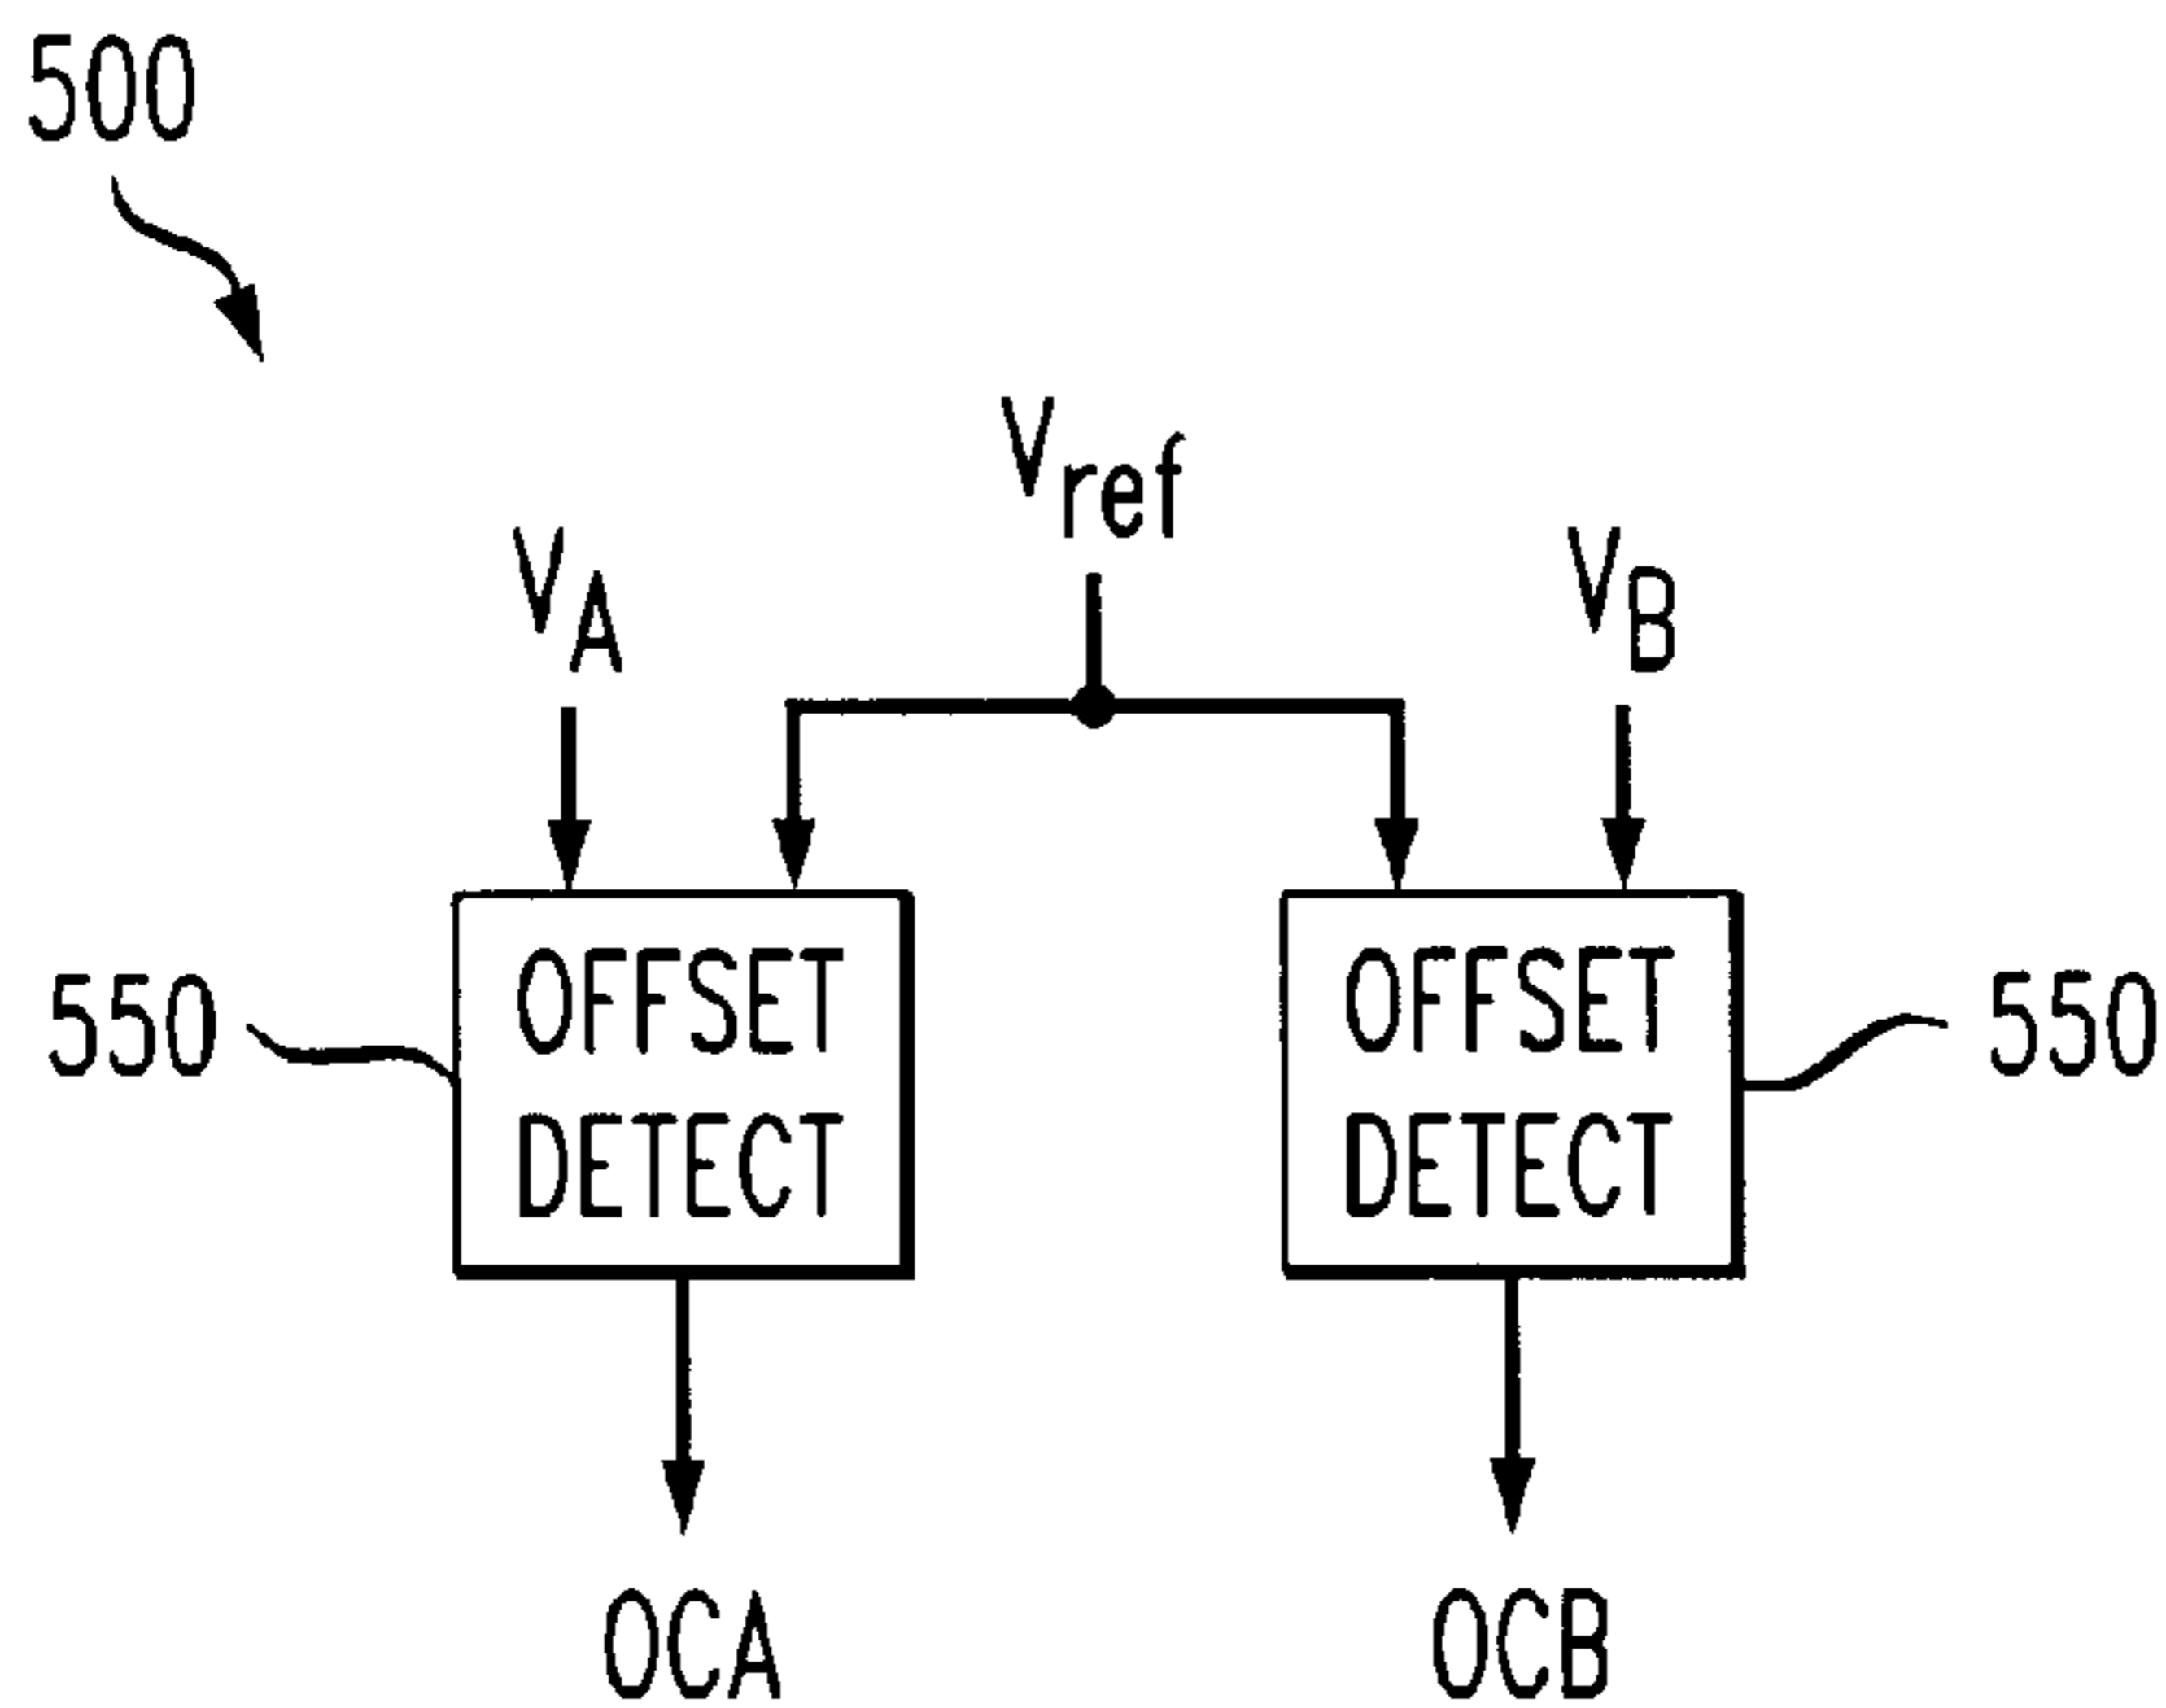 500
Vref
VA
VB
550
OFFSET
DETECT
OFFSET
DETECT
550
OCA
OCB